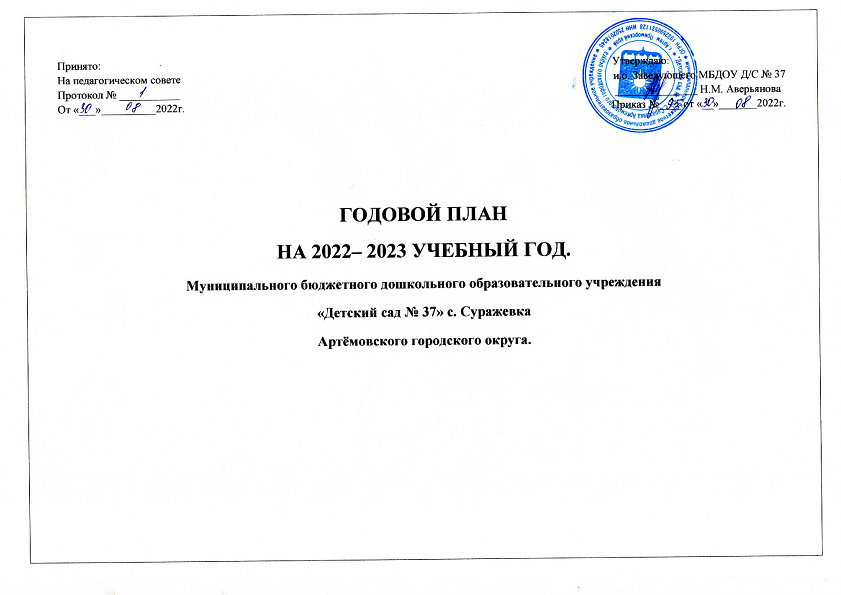 Принято:
На педагогическом совете
Протокол № 1
От «30» 08 2022г.
Утверждаю:
и.о. Заведующего МБДОУ Д/С № 37
Н.М. Аверьянова
Приказ № от «30» 08 2022г.
ГОДОВОЙ ПЛАН
НА 2022– 2023 УЧЕБНЫЙ ГОД.
Муниципального бюджетного дошкольного образовательного учреждения
«Детский сад № 37» с. Суражевка
Артёмовского городского округа.